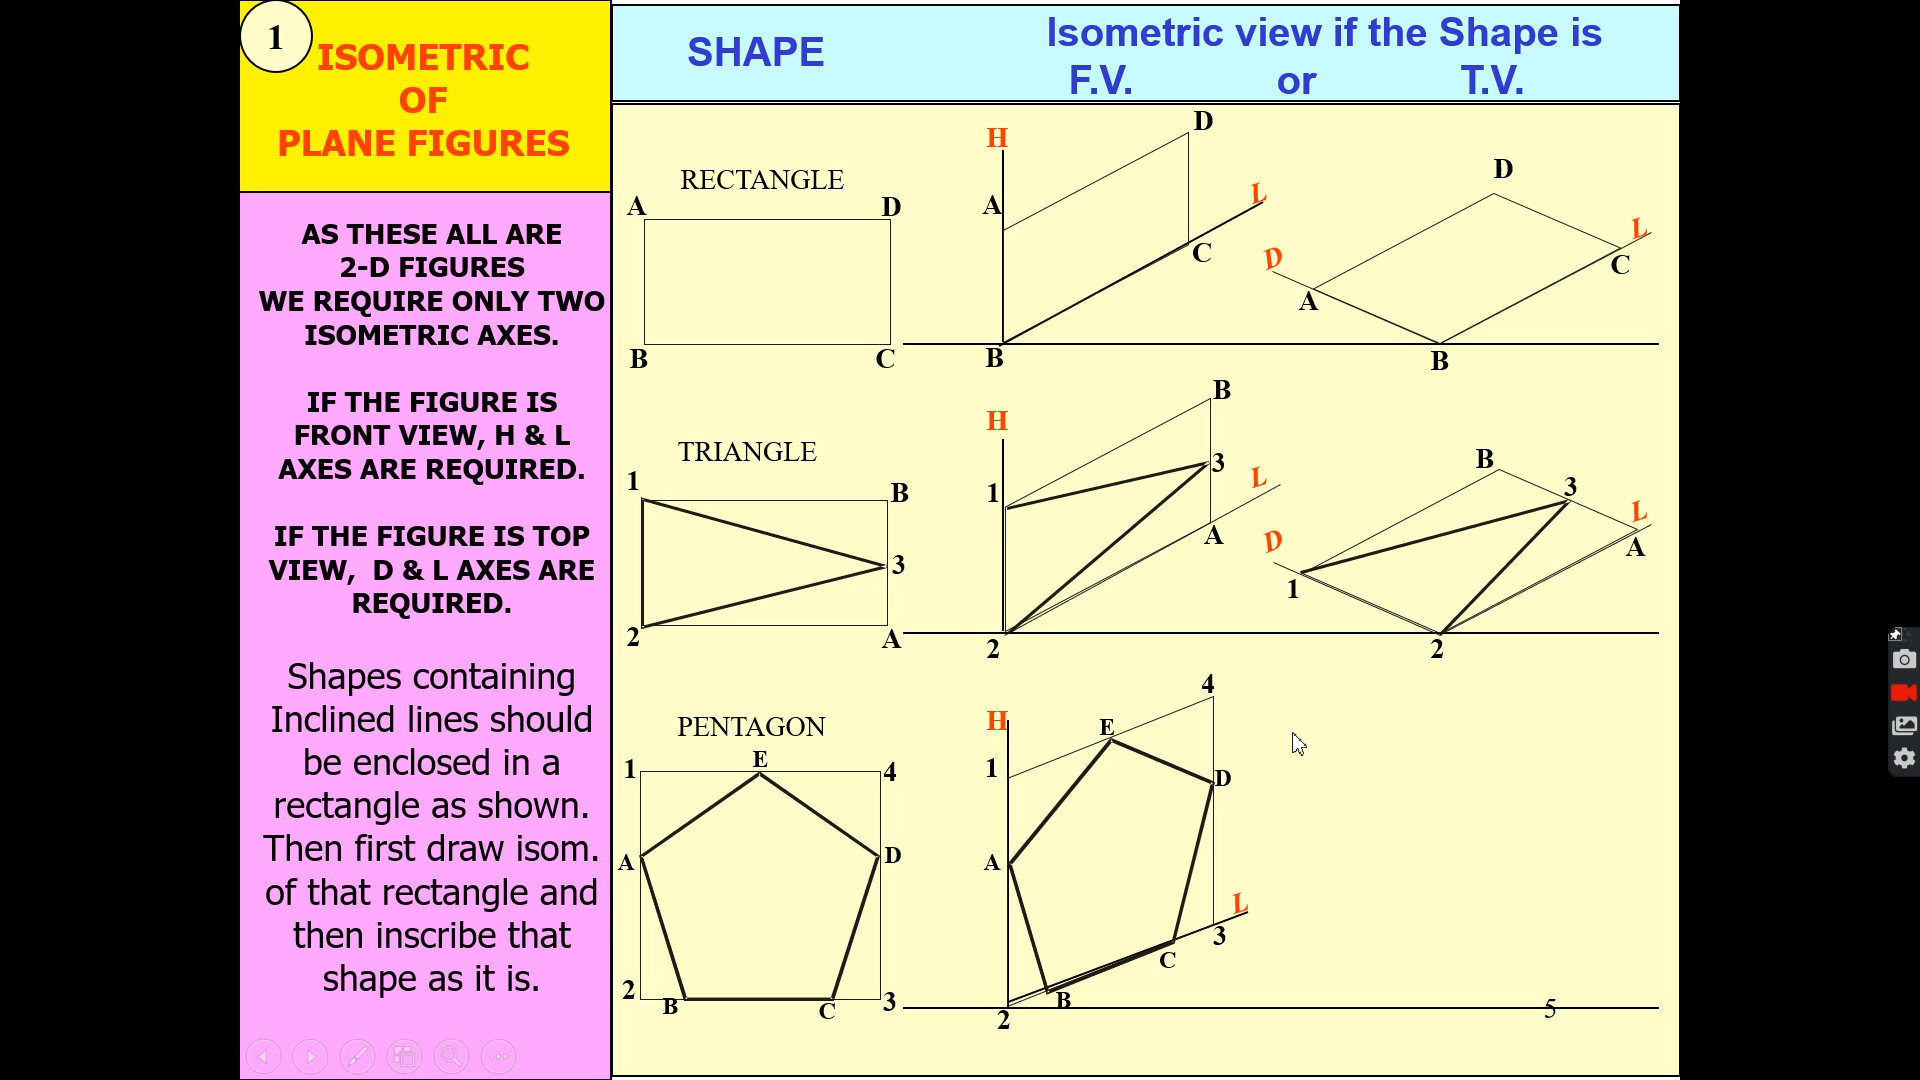 1
ISOMETRIC
OF
PLANE FIGURES
AS THESE ALL ARE
2-D FIGURES
WE REQUIRE ONLY TWO
ISOMETRIC AXES.
IF THE FIGURE IS
FRONT VIEW, H & L
AXES ARE REQUIRED.
IF THE FIGURE IS TOP
VIEW, D & L AXES ARE
REQUIRED.
Shapes containing
Inclined lines should
be enclosed in a
rectangle as shown.
Then first draw isom.
of that rectangle and
then inscribe that
shape as it is.
SHAPE
Isometric view if the Shape is
F.V. or T.V.
RECTANGLE
A D
B C
H
D
A
L
C
B
D
L
D
C
A
B
TRIANGLE
1
B
3
2
A
H
B
3
1
L
A
2
B
3
L
D
A
1
2
PENTAGON
E
1 4
A D
2 3
B C
H
4
E
1
D
A
L
3
C
B
2
5